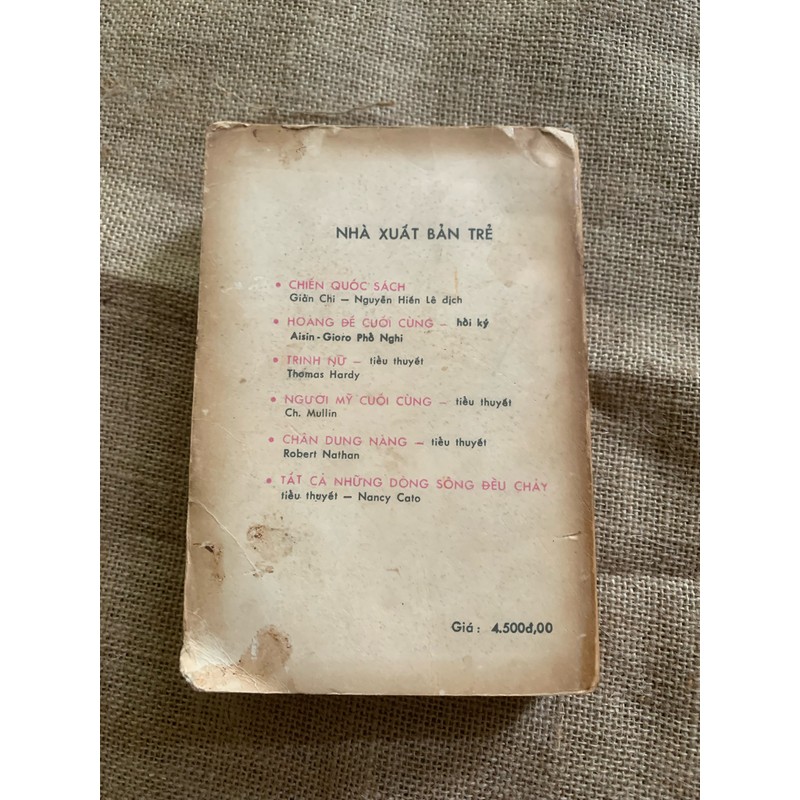 NHÀ XUẤT BẢN TRẺ
• CHIẾN QUỐC SÁCH
Giản Chi — Nguyễn Hiến Lê dịch
• HOÀNG ĐẾ CUỐI CÙNG — hồi ký
Aisin - Gioro Phổ Nghi
• TRINH NỮ — tiểu thuyết
Thomas Hardy
• NGƯỜI MỸ CUỐI CÙNG — tiểu thuyết
Ch. Mullin
• CHÂN DUNG NÀNG — tiểu thuyết
Robert Nathan
• TẤT CẢ NHỮNG DÒNG SÔNG ĐỀU CHẢY
tiểu thuyết — Nancy Cato
Giá : 4.500đ,00